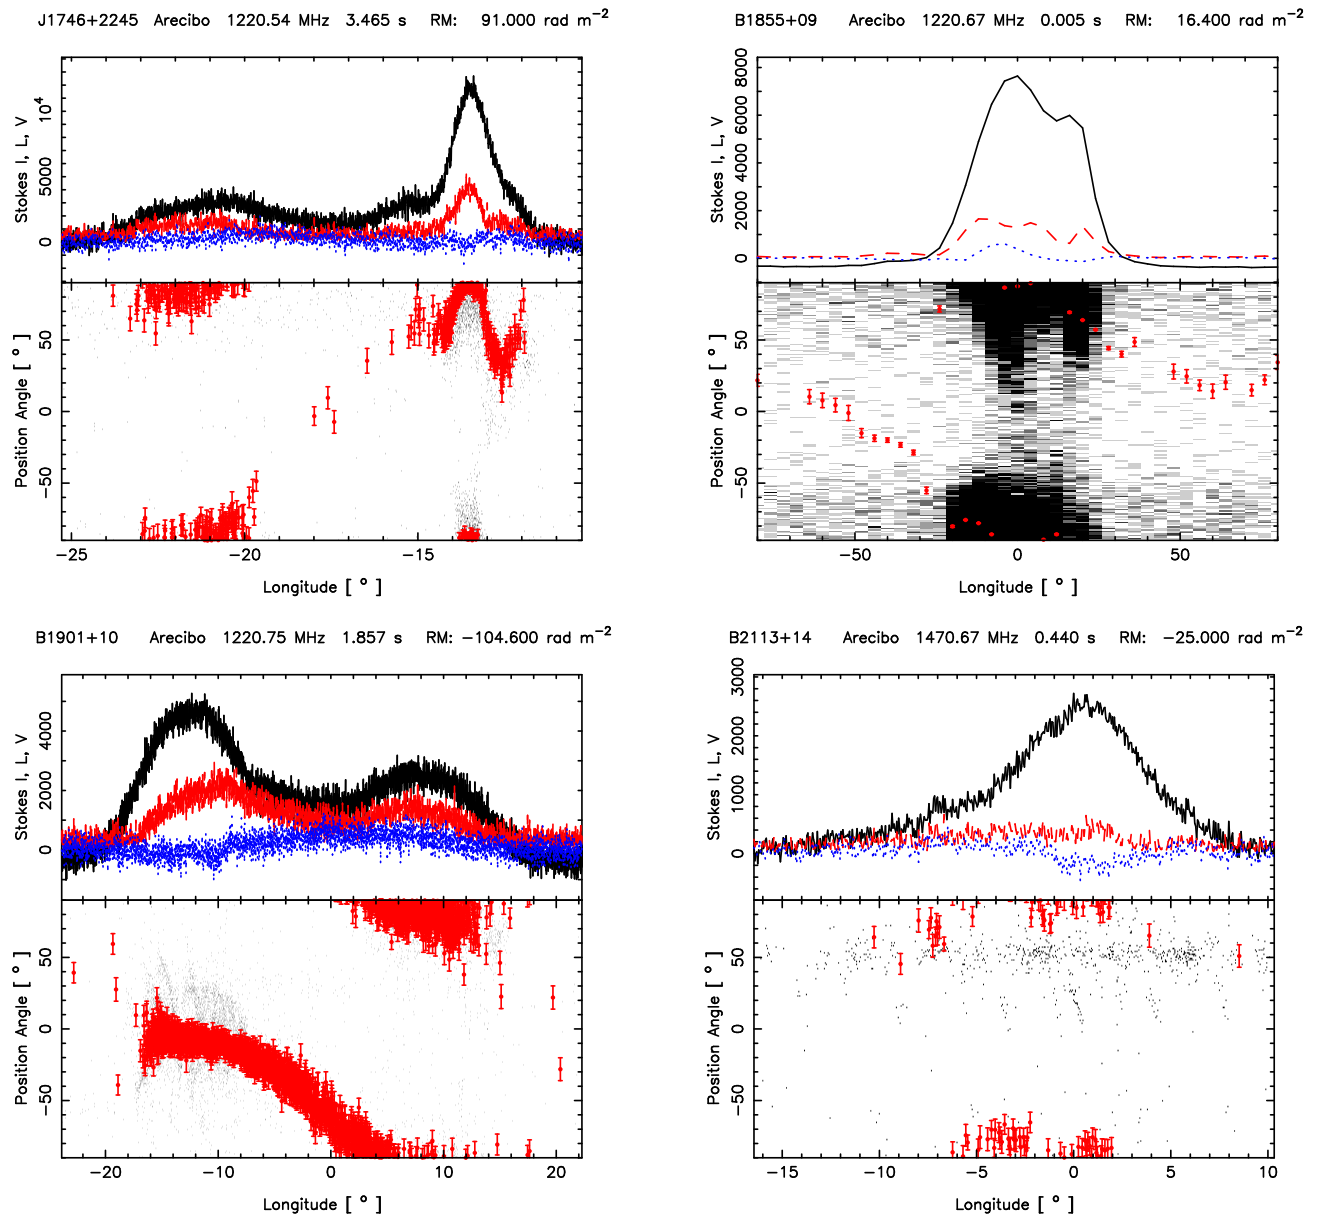 J1746+2245 Arecibo 1220.54 MHz 3.465 s RM: 91.000 rad m−2
Stokes I, L, V
0 5000 10^4
Position Angle [ ° ]
−50 0 50
−25 −20 −15
Longitude [ ° ]
B1855+09 Arecibo 1220.67 MHz 0.005 s RM: 16.400 rad m−2
Stokes I, L, V
0 2000 4000 6000 8000
Position Angle [ ° ]
−50 0 50
−50 0 50
Longitude [ ° ]
B1901+10 Arecibo 1220.75 MHz 1.857 s RM: −104.600 rad m−2
Stokes I, L, V
0 2000 4000
Position Angle [ ° ]
−50 0 50
−20 −10 0 10 20
Longitude [ ° ]
B2113+14 Arecibo 1470.67 MHz 0.440 s RM: −25.000 rad m−2
Stokes I, L, V
0 1000 2000 3000
Position Angle [ ° ]
−50 0 50
−15 −10 −5 0 5 10
Longitude [ ° ]